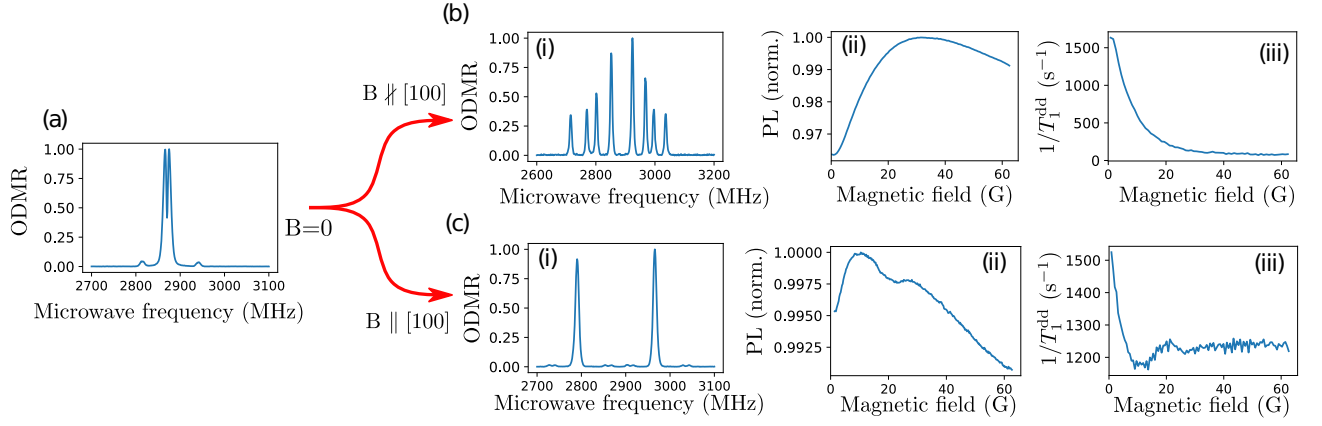 (a)
ODMR
1.00
0.75
0.50
0.25
0.00
2700 2800 2900 3000 3100
Microwave frequency (MHz)
B=0
B ∦ [100]
B ∥ [100]
(b)
(i)
ODMR
1.00
0.75
0.50
0.25
0.00
2600 2700 2800 2900 3000 3100 3200
Microwave frequency (MHz)
(ii)
PL (norm.)
1.00
0.99
0.98
0.97
0 20 40 60
Magnetic field (G)
(iii)
1/T₁ᵈᵈ (s⁻¹)
1500
1000
500
0
0 20 40 60
Magnetic field (G)
(c)
(i)
ODMR
1.00
0.75
0.50
0.25
0.00
2700 2800 2900 3000 3100
Microwave frequency (MHz)
(ii)
PL (norm.)
1.0000
0.9975
0.9950
0.9925
0 20 40 60
Magnetic field (G)
(iii)
1/T₁ᵈᵈ (s⁻¹)
1500
1400
1300
1200
0 20 40 60
Magnetic field (G)